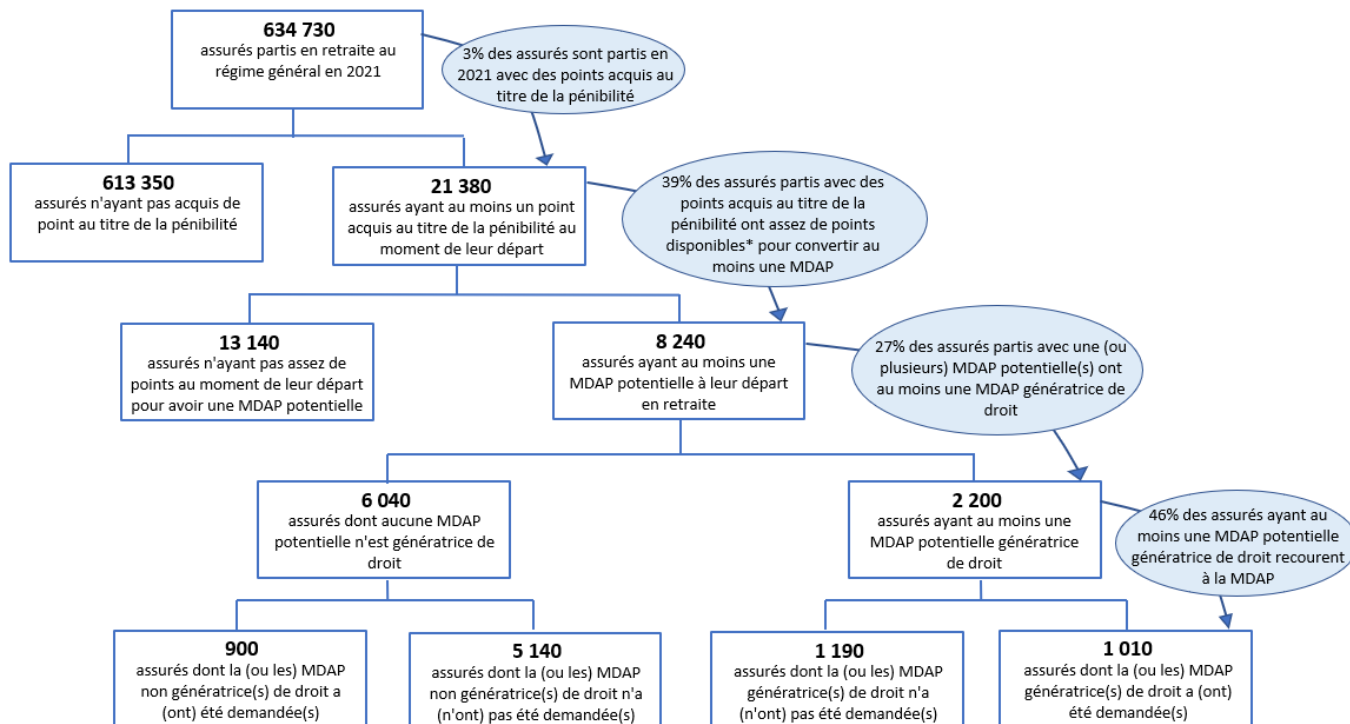 634 730
assurés partis en retraite au
régime général en 2021
3% des assurés sont partis en
2021 avec des points acquis au
titre de la pénibilité
613 350
assurés n'ayant pas acquis de
point au titre de la pénibilité
21 380
assurés ayant au moins un point
acquis au titre de la pénibilité au
moment de leur départ
39% des assurés partis avec des
points acquis au titre de la
pénibilité ont assez de points
disponibles* pour convertir au
moins une MDAP
13 140
assurés n'ayant pas assez de
points au moment de leur départ
pour avoir une MDAP potentielle
8 240
assurés ayant au moins une
MDAP potentielle à leur départ
en retraite
27% des assurés partis avec une (ou
plusieurs) MDAP potentielle(s) ont
au moins une MDAP génératrice de
droit
6 040
assurés dont aucune MDAP
potentielle n'est génératrice de
droit
2 200
assurés ayant au moins une
MDAP potentielle génératrice
de droit
46% des assurés ayant au
moins une MDAP potentielle
génératrice de droit recourent
à la MDAP
900
assurés dont la (ou les) MDAP
non génératrice(s) de droit a
(ont) été demandée(s)
5 140
assurés dont la (ou les) MDAP
non génératrice(s) de droit n'a
(n'ont) pas été demandée(s)
1 190
assurés dont la (ou les) MDAP
génératrice(s) de droit n'a
(n'ont) pas été demandée(s)
1 010
assurés dont la (ou les) MDAP
génératrice(s) de droit a (ont)
été demandée(s)